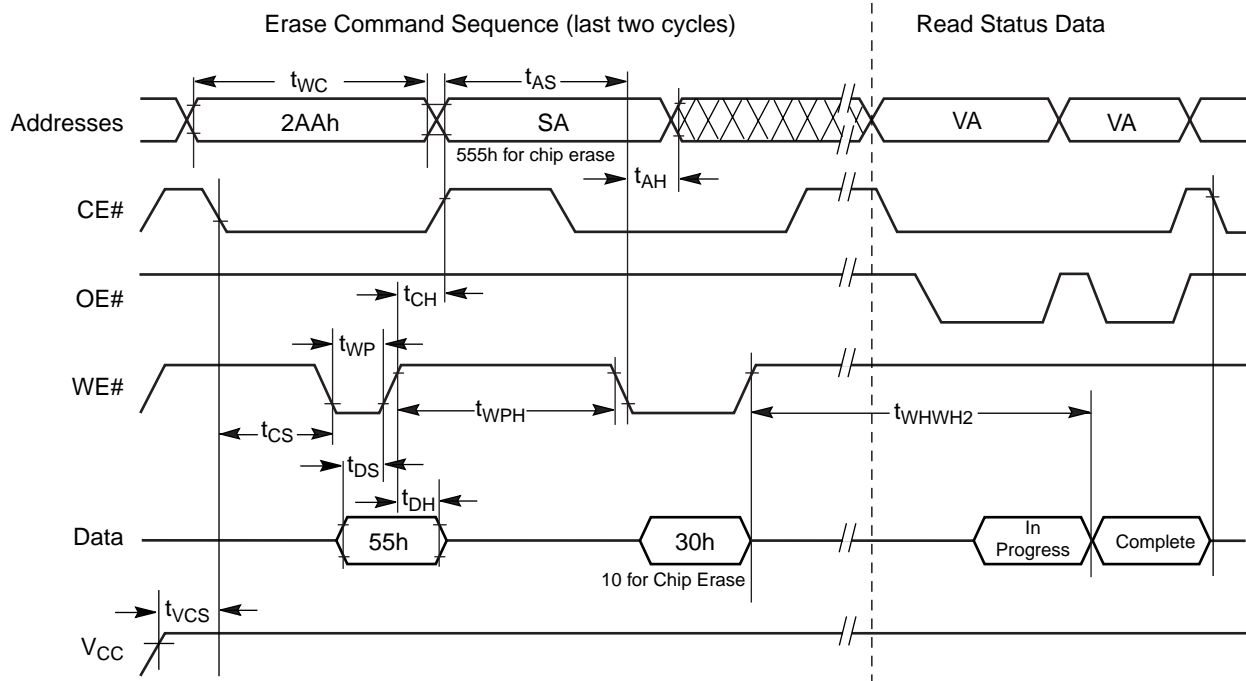 Erase Command Sequence (last two cycles)
Read Status Data
tWC
tAS
Addresses
2AAh
SA
VA
VA
555h for chip erase
tAH
CE#
OE#
tCH
tWP
WE#
tWPH
tWHWH2
tCS
tDS
tDH
Data
55h
30h
In
Progress
Complete
10 for Chip Erase
tVCS
VCC